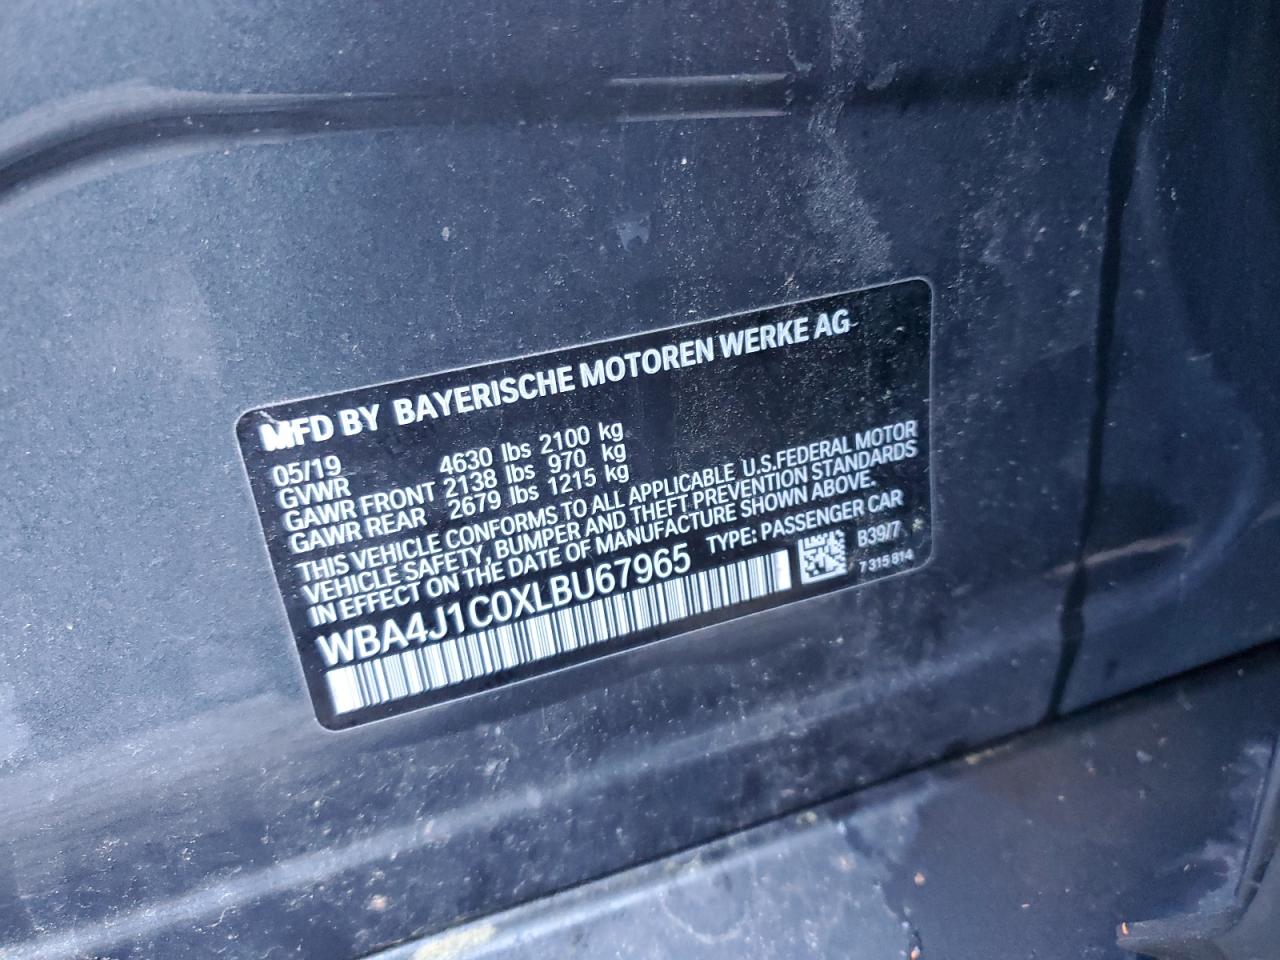 MFD BY BAYERISCHE MOTOREN WERKE AG
05/19
GVWR 4630 lbs 2100 kg
GAWR FRONT 2138 lbs 970 kg
GAWR REAR 2679 lbs 1215 kg
THIS VEHICLE CONFORMS TO ALL APPLICABLE U.S.FEDERAL MOTOR
VEHICLE SAFETY, BUMPER AND THEFT PREVENTION STANDARDS
IN EFFECT ON THE DATE OF MANUFACTURE SHOWN ABOVE.
WBA4J1C0XLBU67965 TYPE: PASSENGER CAR
B39/7
7 315 814